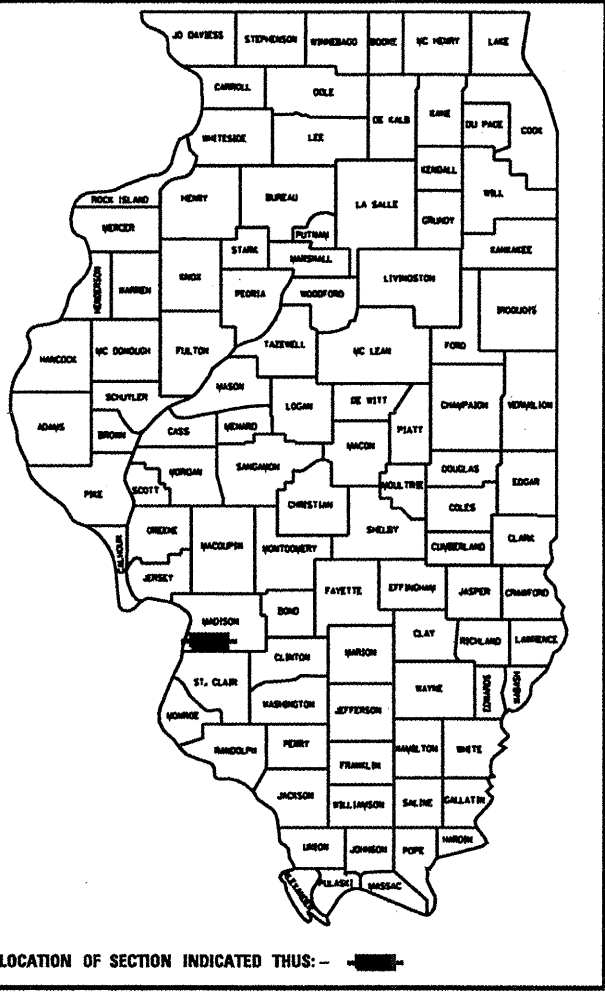 JO DAVIESS STEPHENSON WINNEBAGO BOONE MC HENRY LAKE
CARROLL OGLE
DE KALB KANE DU PAGE COOK
WHITESIDE LEE
KENDALL
ROCK ISLAND HENRY BUREAU LA SALLE WILL
GRUNDY
MERCER PUTNAM
STARK MARSHALL KANKAKEE
HENDERSON WARREN KNOX PEORIA WOODFORD LIVINGSTON
IROQUOIS
HANCOCK MC DONOUGH FULTON TAZEWELL MC LEAN FORD
MASON
SCHUYLER LOGAN DE WITT CHAMPAION VERMILION
ADAMS BROWN CASS MENARD PIATT
MACON
MORGAN SANGAMON DOUGLAS
PIKE SCOTT MOULTRIE EDGAR
CHRISTIAN COLES
GREENE SHELBY
CALHOUN MACOUPIN MONTGOMERY CUMBERLAND CLARK
JERSEY
FAYETTE EFFINGHAM JASPER CRAWFORD
MADISON BOND
CLAY RICHLAND LAWRENCE
CLINTON MARION
ST. CLAIR WAYNE EDWARDS WABASH
WASHINGTON JEFFERSON
MONROE
RANDOLPH PERRY HAMILTON WHITE
FRANKLIN
JACKSON WILLIAMSON SALINE GALLATIN
UNION JOHNSON POPE HARDIN
ALEXANDER PULASKI MASSAC
LOCATION OF SECTION INDICATED THUS:-